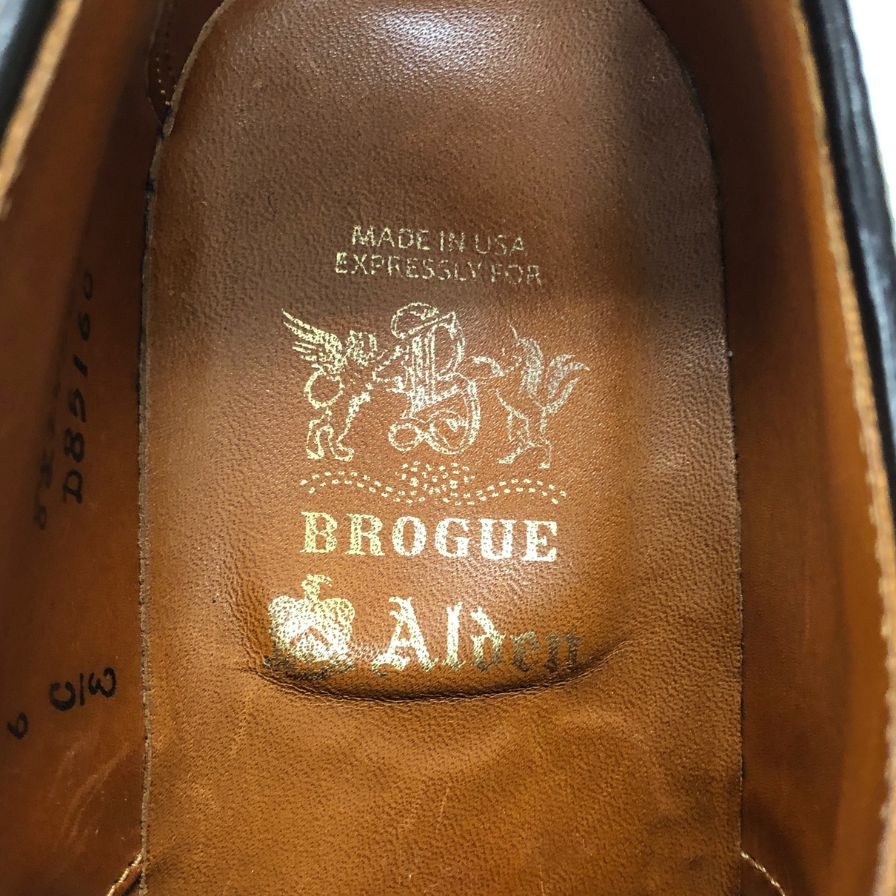 MADE IN USA
EXPRESSLY FOR
B
BROGUE
Alden
D85160